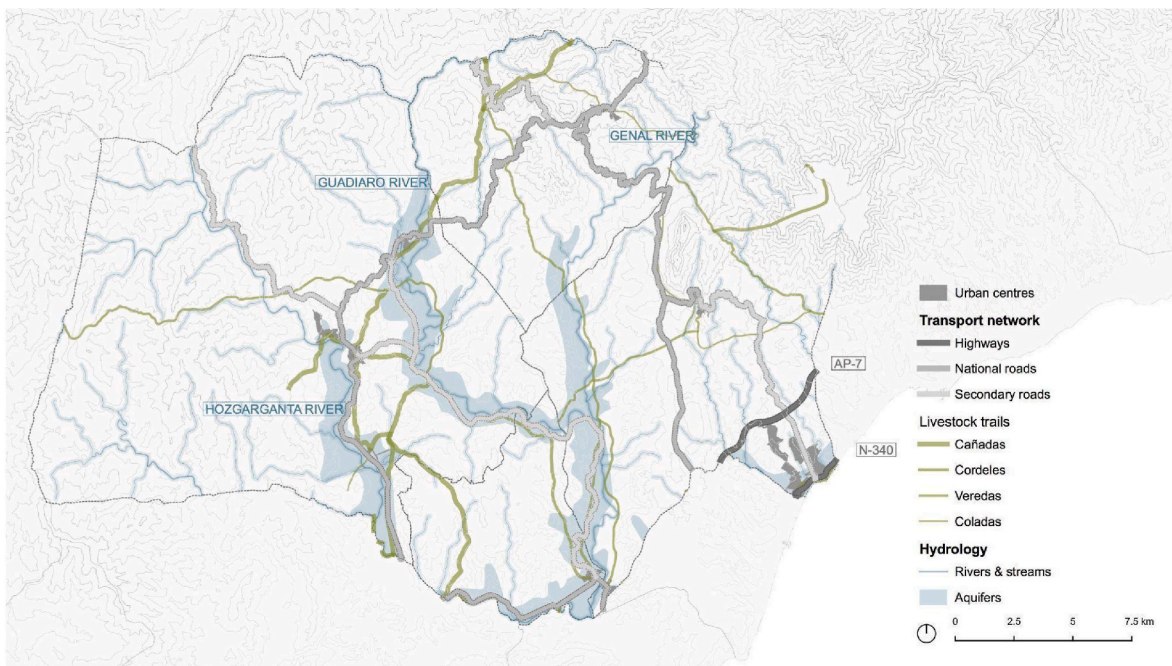 GENAL RIVER
GUADIARO RIVER
HOZGARGANTA RIVER
AP-7
N-340
Urban centres
Transport network
Highways
National roads
Secondary roads
Livestock trails
Cañadas
Cordeles
Veredas
Coladas
Hydrology
Rivers & streams
Aquifers
0 2.5 5 7.5 km